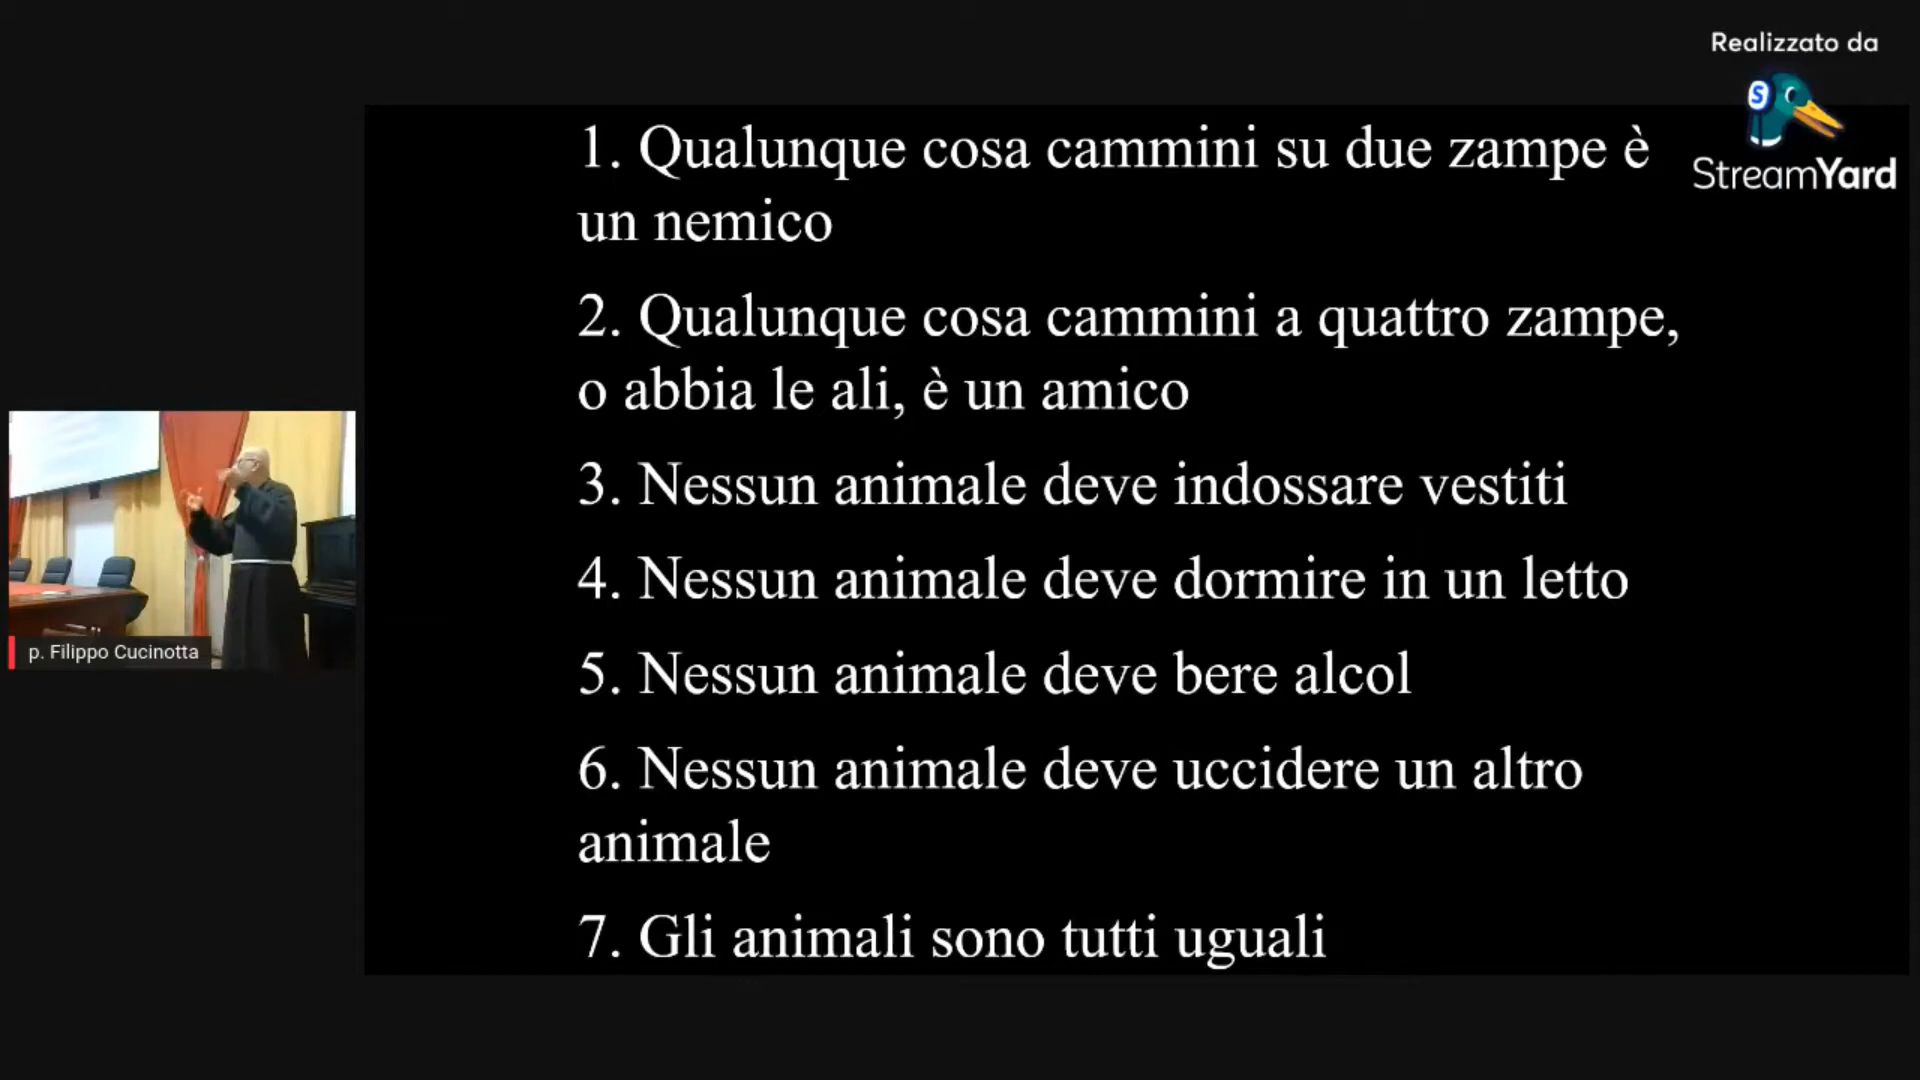 Realizzato da
StreamYard
1. Qualunque cosa cammini su due zampe è
un nemico
2. Qualunque cosa cammini a quattro zampe,
o abbia le ali, è un amico
3. Nessun animale deve indossare vestiti
4. Nessun animale deve dormire in un letto
5. Nessun animale deve bere alcol
6. Nessun animale deve uccidere un altro
animale
7. Gli animali sono tutti uguali
p. Filippo Cucinotta